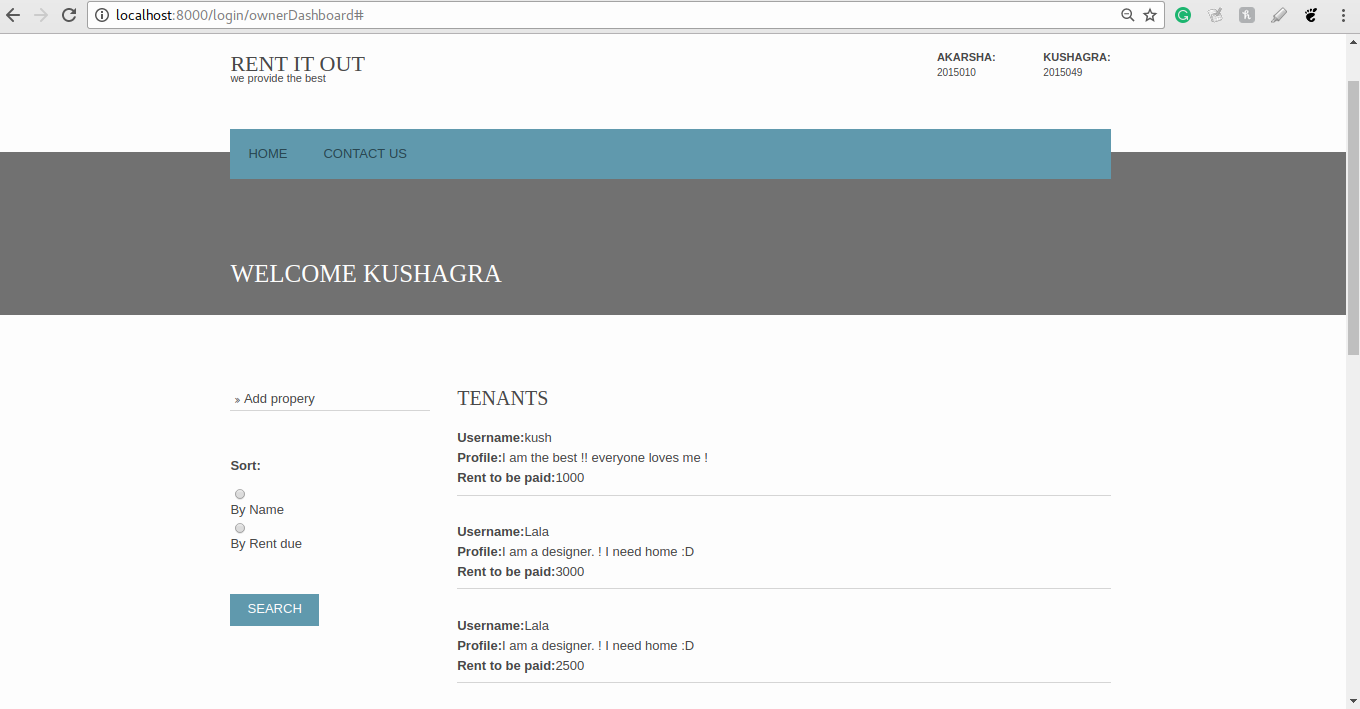 localhost:8000/login/ownerDashboard#
RENT IT OUT
we provide the best
AKARSHA:
2015010
KUSHAGRA:
2015049
HOME CONTACT US
WELCOME KUSHAGRA
» Add propery
Sort:
By Name
By Rent due
SEARCH
TENANTS
Username:kush
Profile:I am the best !! everyone loves me !
Rent to be paid:1000
Username:Lala
Profile:I am a designer. ! I need home :D
Rent to be paid:3000
Username:Lala
Profile:I am a designer. ! I need home :D
Rent to be paid:2500